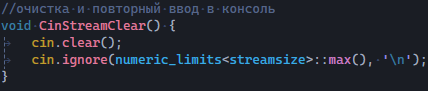 //очистка и повторный ввод в консоль
void CinStreamClear() {
cin.clear();
cin.ignore(numeric_limits<streamsize>::max(), '\n');
}